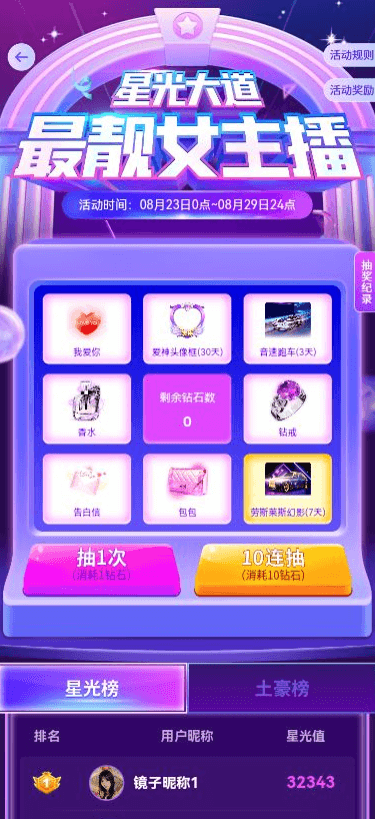 活动规则
活动奖励
星光大道
最靓女主播
活动时间：08月23日0点~08月29日24点
抽奖纪录
我爱你
爱神头像框(30天)
音速跑车(3天)
香水
剩余钻石数
0
钻戒
告白信
包包
劳斯莱斯幻影(7天)
抽1次
(消耗1钻石)
10连抽
(消耗10钻石)
星光榜
土豪榜
排名
用户昵称
星光值
1
镜子昵称1
32343